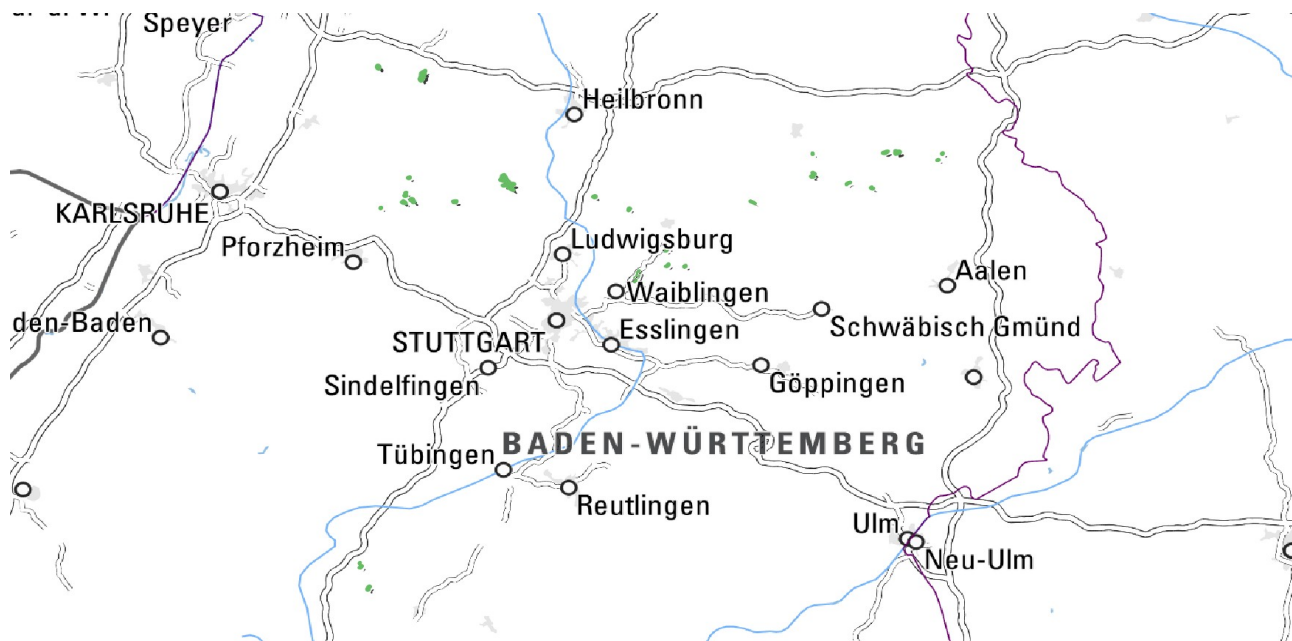 Speyer
Heilbronn
KARLSRUHE
Pforzheim
Ludwigsburg
Aalen
Waiblingen
den-Baden
Esslingen
Schwäbisch Gmünd
STUTTGART
Sindelfingen
Göppingen
BADEN-WÜRTTEMBERG
Tübingen
Reutlingen
Ulm
Neu-Ulm